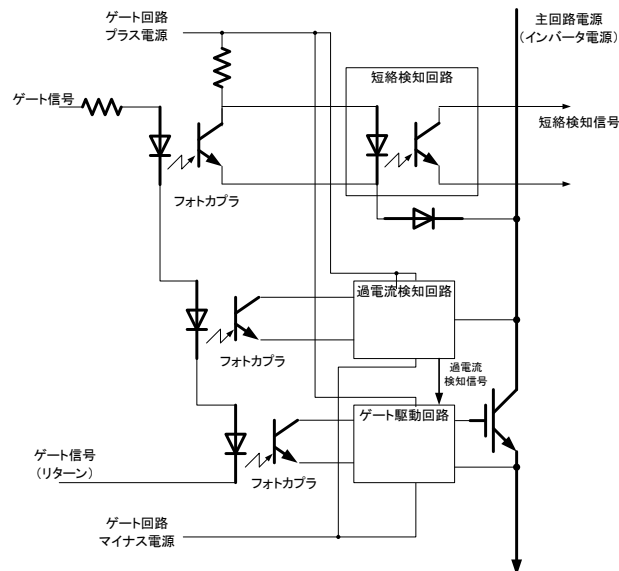 ゲート回路
プラス電源
主回路電源
(インバータ電源)
短絡検知回路
ゲート信号
短絡検知信号
フォトカプラ
過電流検知回路
フォトカプラ
過電流
検知信号
ゲート駆動回路
ゲート信号
(リターン)
フォトカプラ
ゲート回路
マイナス電源